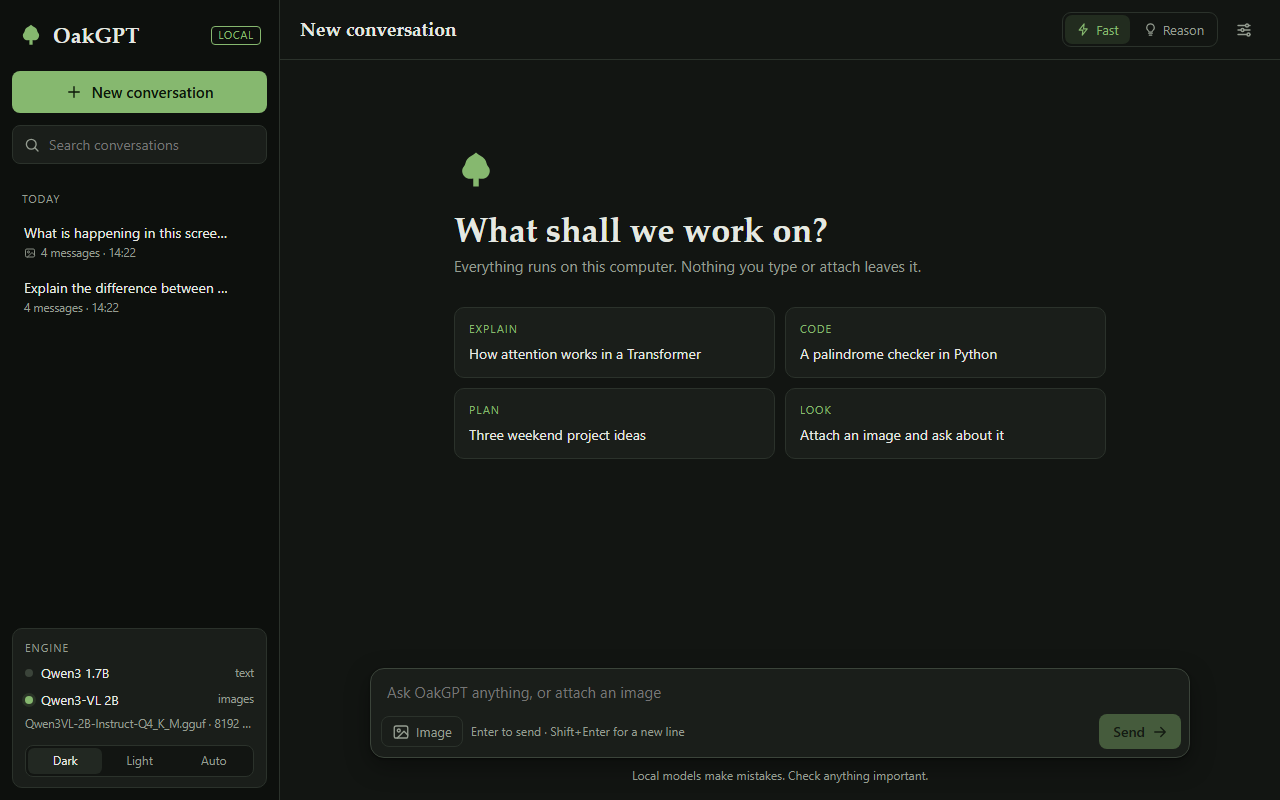 OakGPT
LOCAL
New conversation
Search conversations
TODAY
What is happening in this scree...
4 messages · 14:22
Explain the difference between ...
4 messages · 14:22
ENGINE
Qwen3 1.7B text
Qwen3-VL 2B images
Qwen3VL-2B-Instruct-Q4_K_M.gguf · 8192 ...
Dark Light Auto
New conversation
Fast Reason
What shall we work on?
Everything runs on this computer. Nothing you type or attach leaves it.
EXPLAIN
How attention works in a Transformer
CODE
A palindrome checker in Python
PLAN
Three weekend project ideas
LOOK
Attach an image and ask about it
Ask OakGPT anything, or attach an image
Image Enter to send · Shift+Enter for a new line Send
Local models make mistakes. Check anything important.